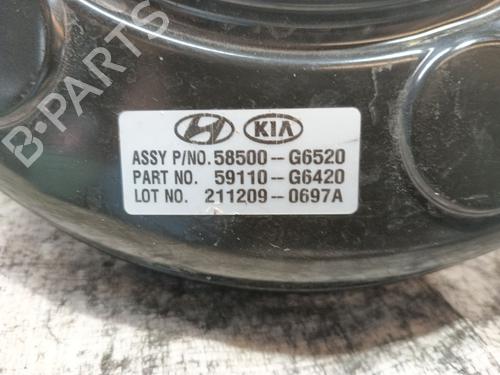 B-PARTS
KIA
ASSY P/NO. 58500-- G6520
PART NO. 59110-- G6420
LOT NO. 211209-- 0697A